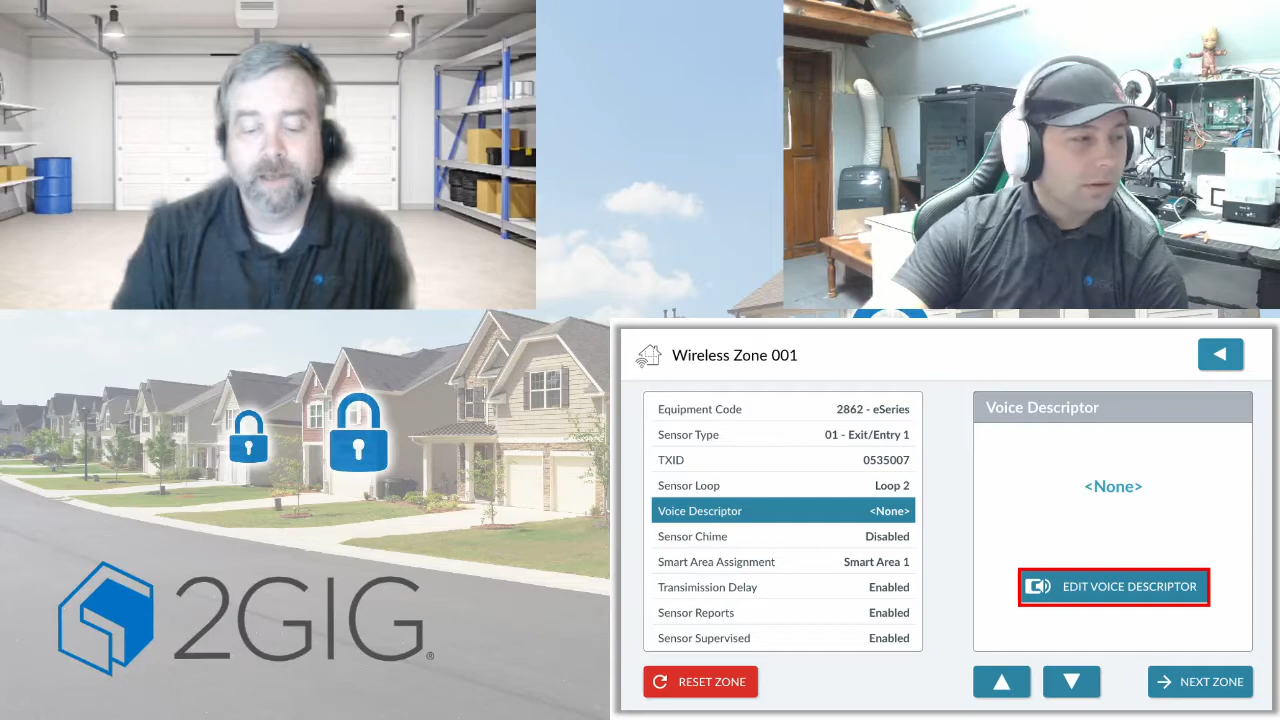 Wireless Zone 001
Equipment Code 2862 - eSeries
Sensor Type 01 - Exit/Entry 1
TXID 0535007
Sensor Loop Loop 2
Voice Descriptor <None>
Sensor Chime Disabled
Smart Area Assignment Smart Area 1
Transmission Delay Enabled
Sensor Reports Enabled
Sensor Supervised Enabled
Voice Descriptor
<None>
EDIT VOICE DESCRIPTOR
RESET ZONE
NEXT ZONE
2GIG®